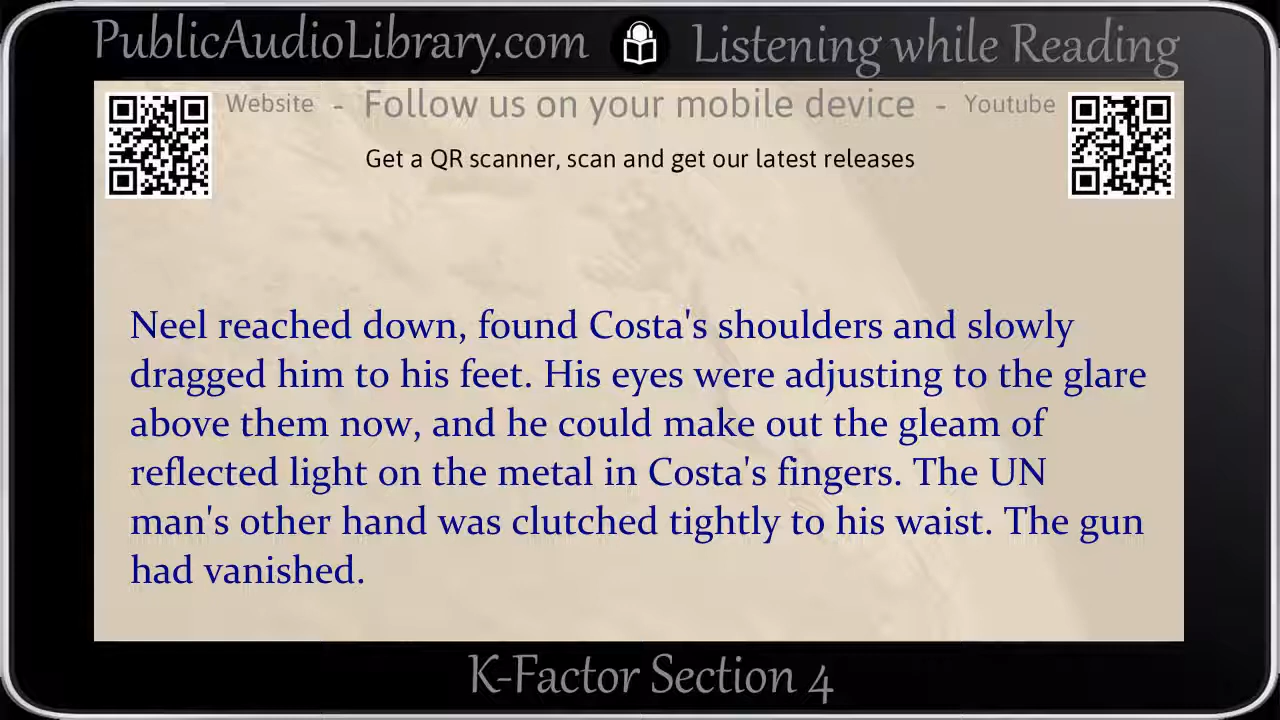 PublicAudioLibrary.com Listening while Reading
Website - Follow us on your mobile device - Youtube
Get a QR scanner, scan and get our latest releases
Neel reached down, found Costa's shoulders and slowly
dragged him to his feet. His eyes were adjusting to the glare
above them now, and he could make out the gleam of
reflected light on the metal in Costa's fingers. The UN
man's other hand was clutched tightly to his waist. The gun
had vanished.
K-Factor Section 4